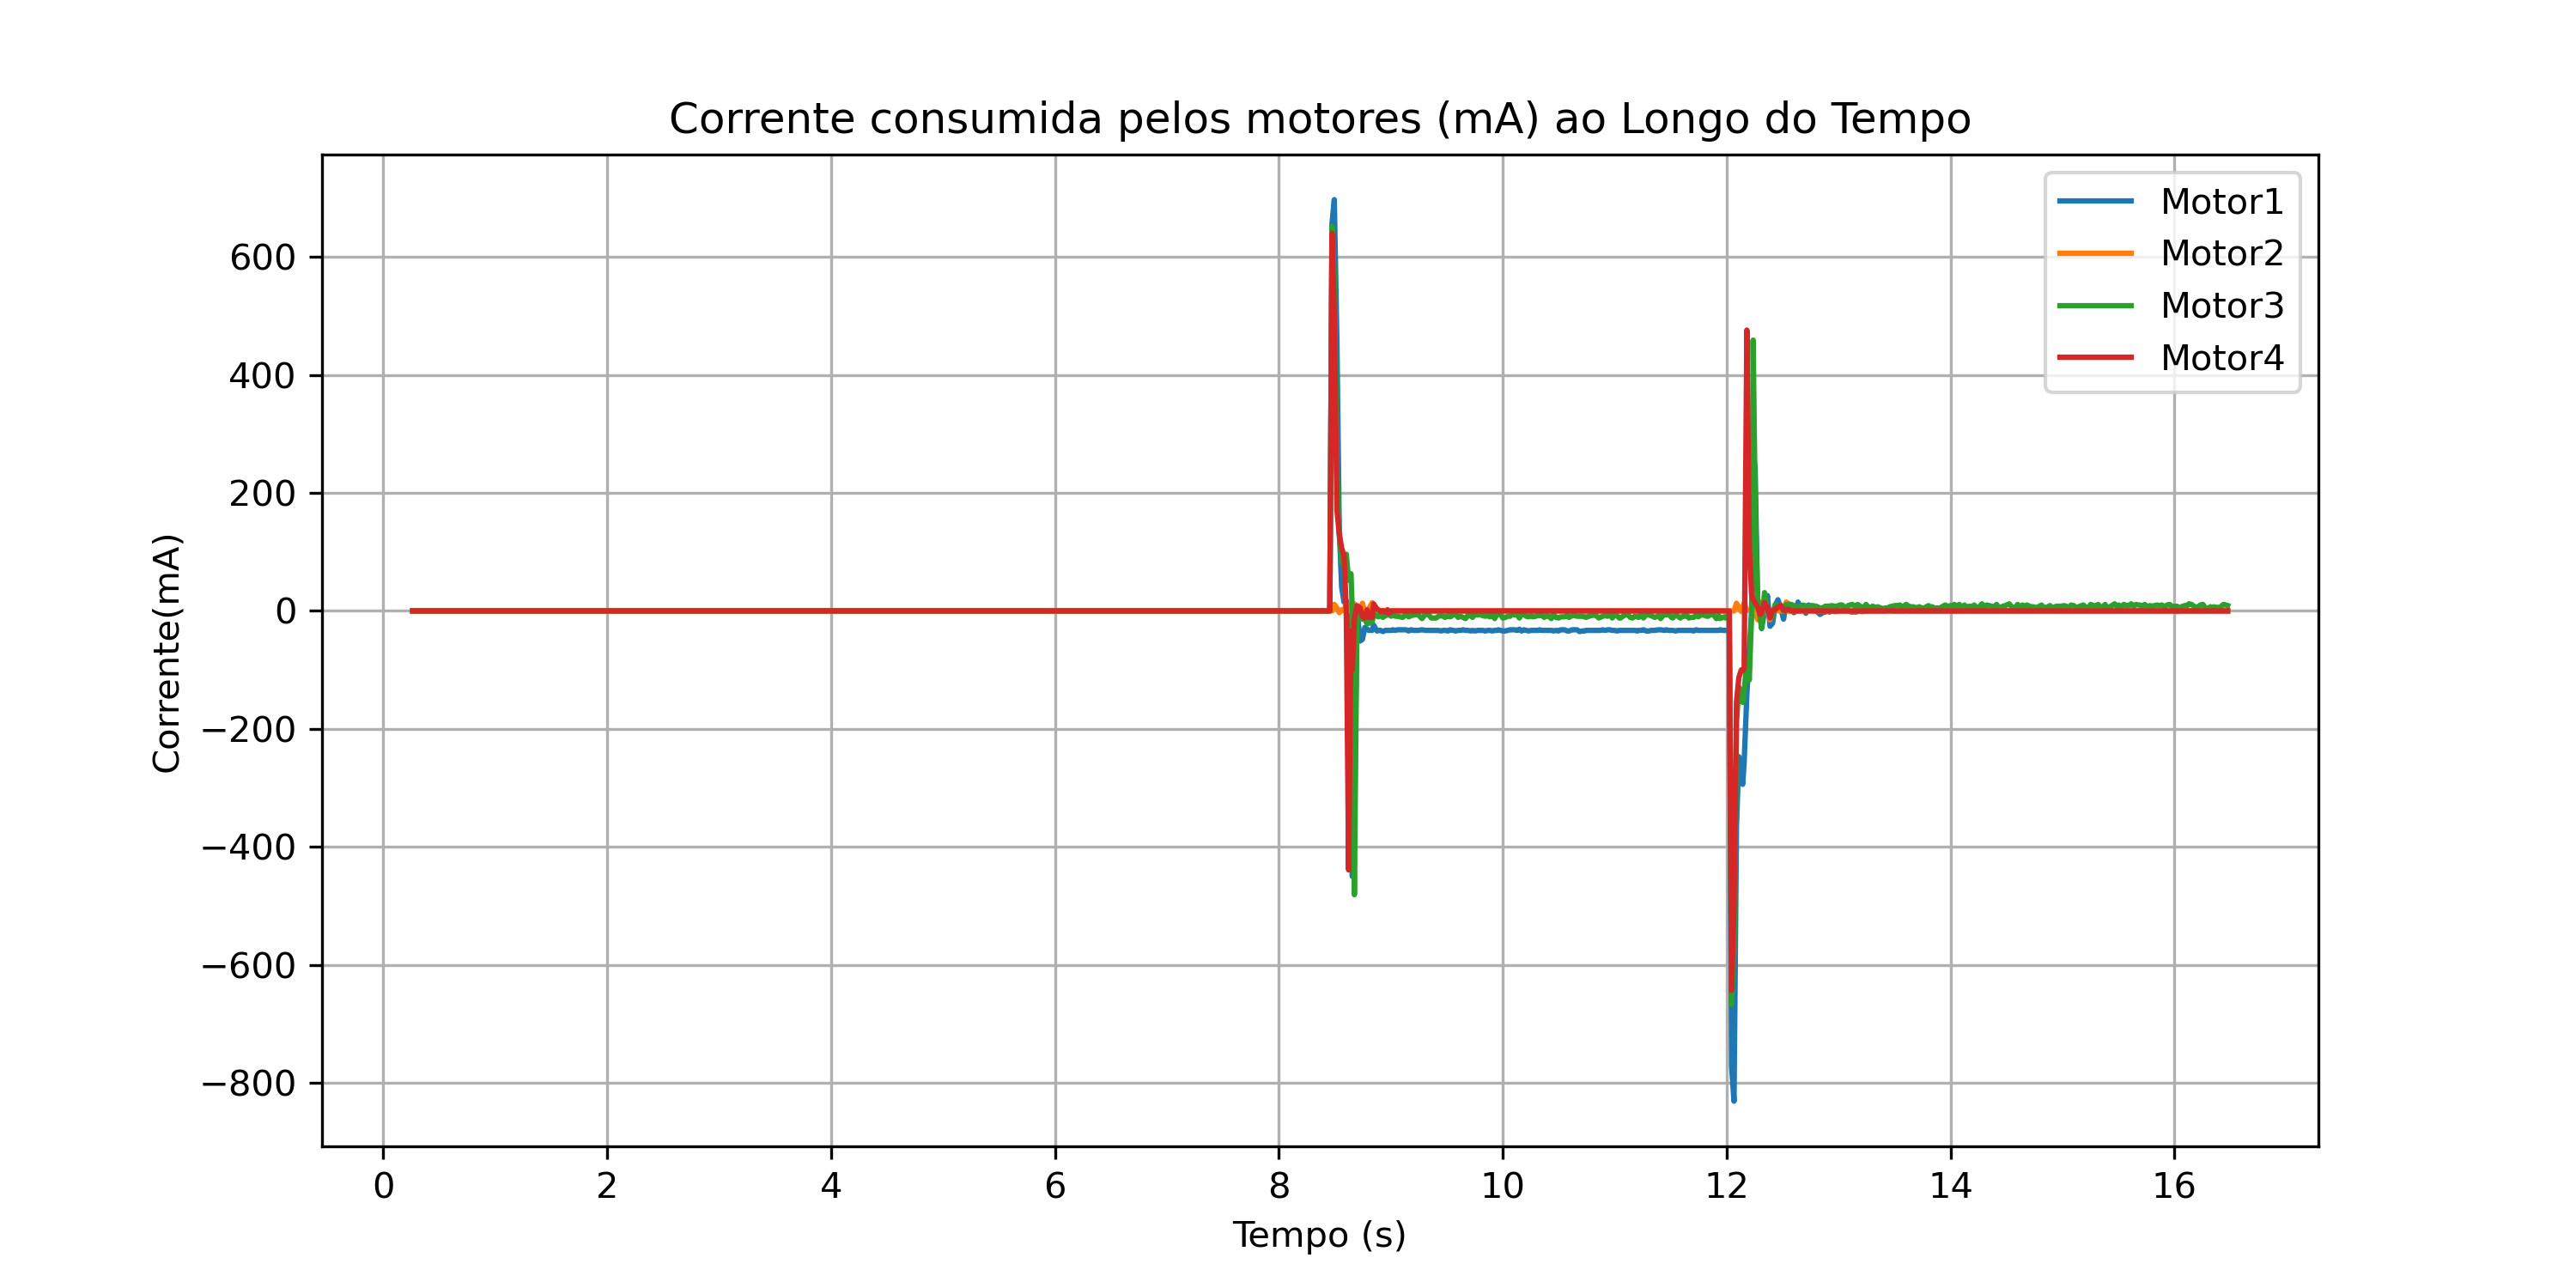 Corrente consumida pelos motores (mA) ao Longo do Tempo
Motor1
Motor2
Motor3
Motor4
600
400
200
0
−200
−400
−600
−800
Corrente(mA)
0 2 4 6 8 10 12 14 16
Tempo (s)